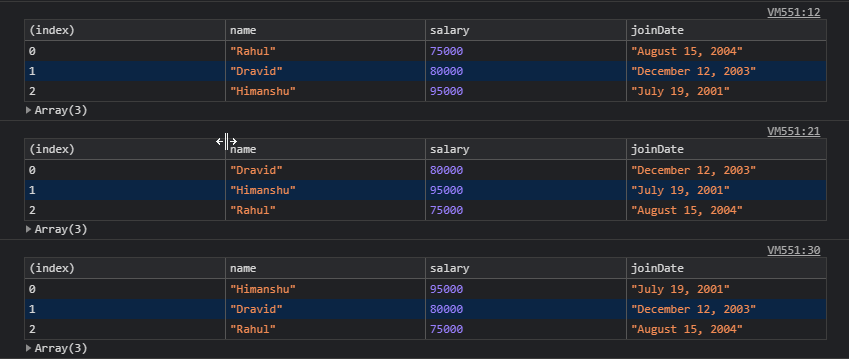 VM551:12
(index) name salary joinDate
0 "Rahul" 75000 "August 15, 2004"
1 "Dravid" 80000 "December 12, 2003"
2 "Himanshu" 95000 "July 19, 2001"
Array(3)
VM551:21
(index) name salary joinDate
0 "Dravid" 80000 "December 12, 2003"
1 "Himanshu" 95000 "July 19, 2001"
2 "Rahul" 75000 "August 15, 2004"
Array(3)
VM551:30
(index) name salary joinDate
0 "Himanshu" 95000 "July 19, 2001"
1 "Dravid" 80000 "December 12, 2003"
2 "Rahul" 75000 "August 15, 2004"
Array(3)